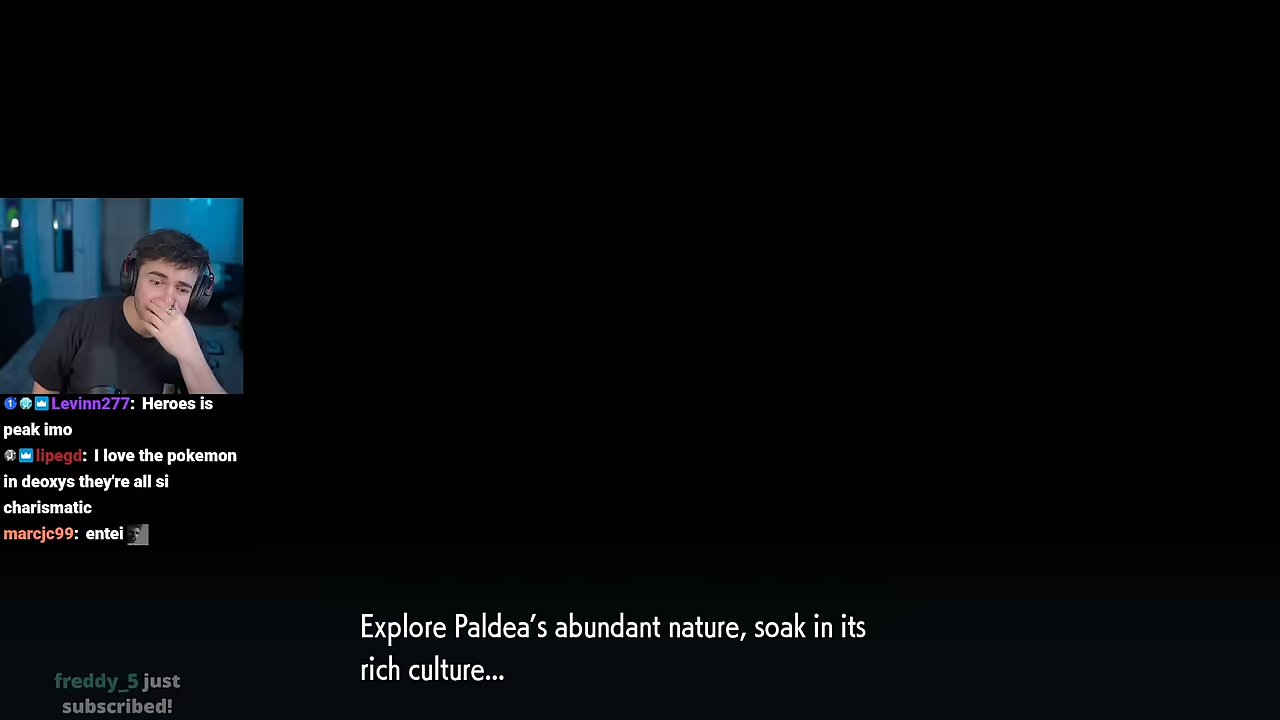 Levinn277: Heroes is
peak imo
lipegd: I love the pokemon
in deoxys they're all si
charismatic
marcjc99: entei
Explore Paldea's abundant nature, soak in its
rich culture...
freddy_5 just
subscribed!